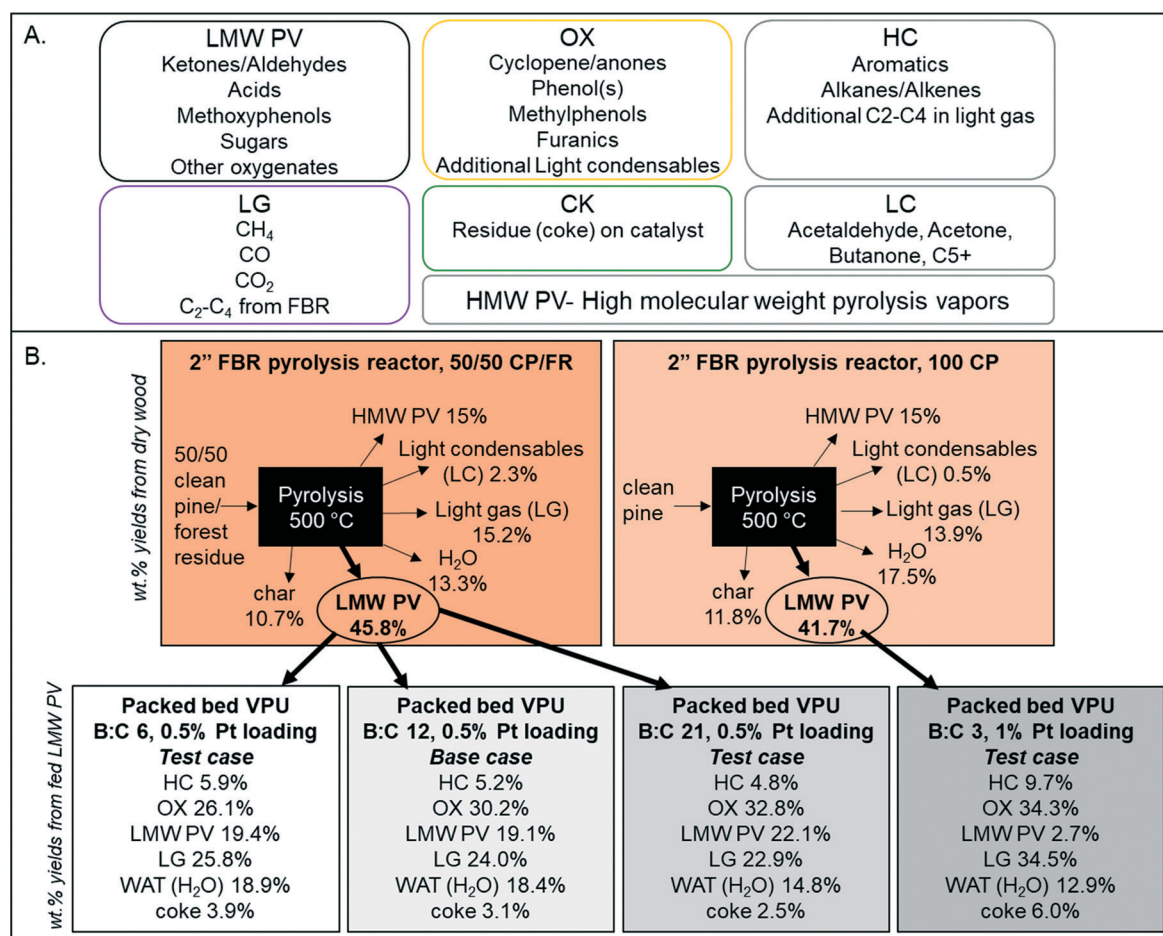 A.
LMW PV
Ketones/Aldehydes
Acids
Methoxyphenols
Sugars
Other oxygenates
OX
Cyclopene/anones
Phenol(s)
Methylphenols
Furanics
Additional Light condensables
HC
Aromatics
Alkanes/Alkenes
Additional C2-C4 in light gas
LG
CH₄
CO
CO₂
C₂-C₄ from FBR
CK
Residue (coke) on catalyst
LC
Acetaldehyde, Acetone,
Butanone, C5+
HMW PV- High molecular weight pyrolysis vapors
B.
wt.% yields from dry wood
2’’ FBR pyrolysis reactor, 50/50 CP/FR
HMW PV 15%
Light condensables
(LC) 2.3%
50/50
clean
pine/
forest
residue
Pyrolysis
500 °C
Light gas (LG)
15.2%
H₂O
13.3%
char
10.7%
LMW PV
45.8%
2’’ FBR pyrolysis reactor, 100 CP
HMW PV 15%
Light condensables
(LC) 0.5%
clean
pine
Pyrolysis
500 °C
Light gas (LG)
13.9%
H₂O
17.5%
char
11.8%
LMW PV
41.7%
wt.% yields from fed LMW PV
Packed bed VPU
B:C 6, 0.5% Pt loading
Test case
HC 5.9%
OX 26.1%
LMW PV 19.4%
LG 25.8%
WAT (H₂O) 18.9%
coke 3.9%
Packed bed VPU
B:C 12, 0.5% Pt loading
Base case
HC 5.2%
OX 30.2%
LMW PV 19.1%
LG 24.0%
WAT (H₂O) 18.4%
coke 3.1%
Packed bed VPU
B:C 21, 0.5% Pt loading
Test case
HC 4.8%
OX 32.8%
LMW PV 22.1%
LG 22.9%
WAT (H₂O) 14.8%
coke 2.5%
Packed bed VPU
B:C 3, 1% Pt loading
Test case
HC 9.7%
OX 34.3%
LMW PV 2.7%
LG 34.5%
WAT (H₂O) 12.9%
coke 6.0%